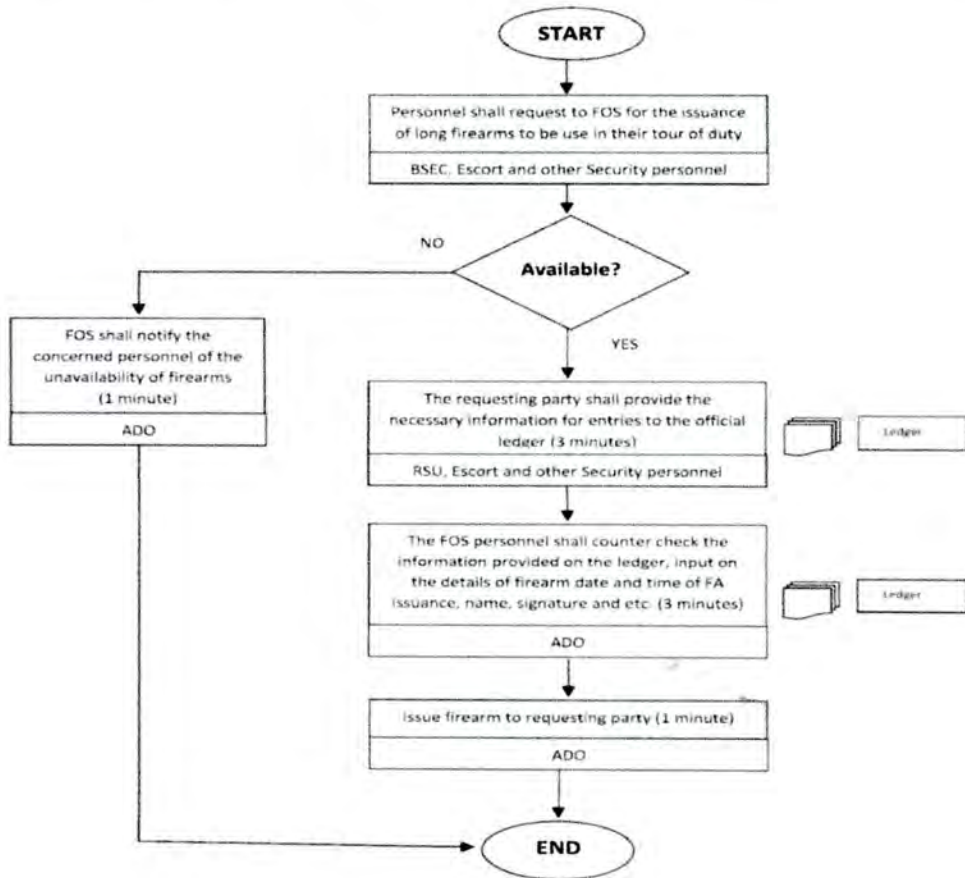 START
Personnel shall request to FOS for the issuance
of long firearms to be use in their tour of duty
BSEC, Escort and other Security personnel
NO
Available?
YES
FOS shall notify the
concerned personnel of the
unavailability of firearms
(1 minute)
ADO
The requesting party shall provide the
necessary information for entries to the official
ledger (3 minutes)
RSU, Escort and other Security personnel
Ledger
The FOS personnel shall counter check the
information provided on the ledger, input on
the details of firearm date and time of FA
issuance, name, signature and etc. (3 minutes)
ADO
Ledger
Issue firearm to requesting party (1 minute)
ADO
END